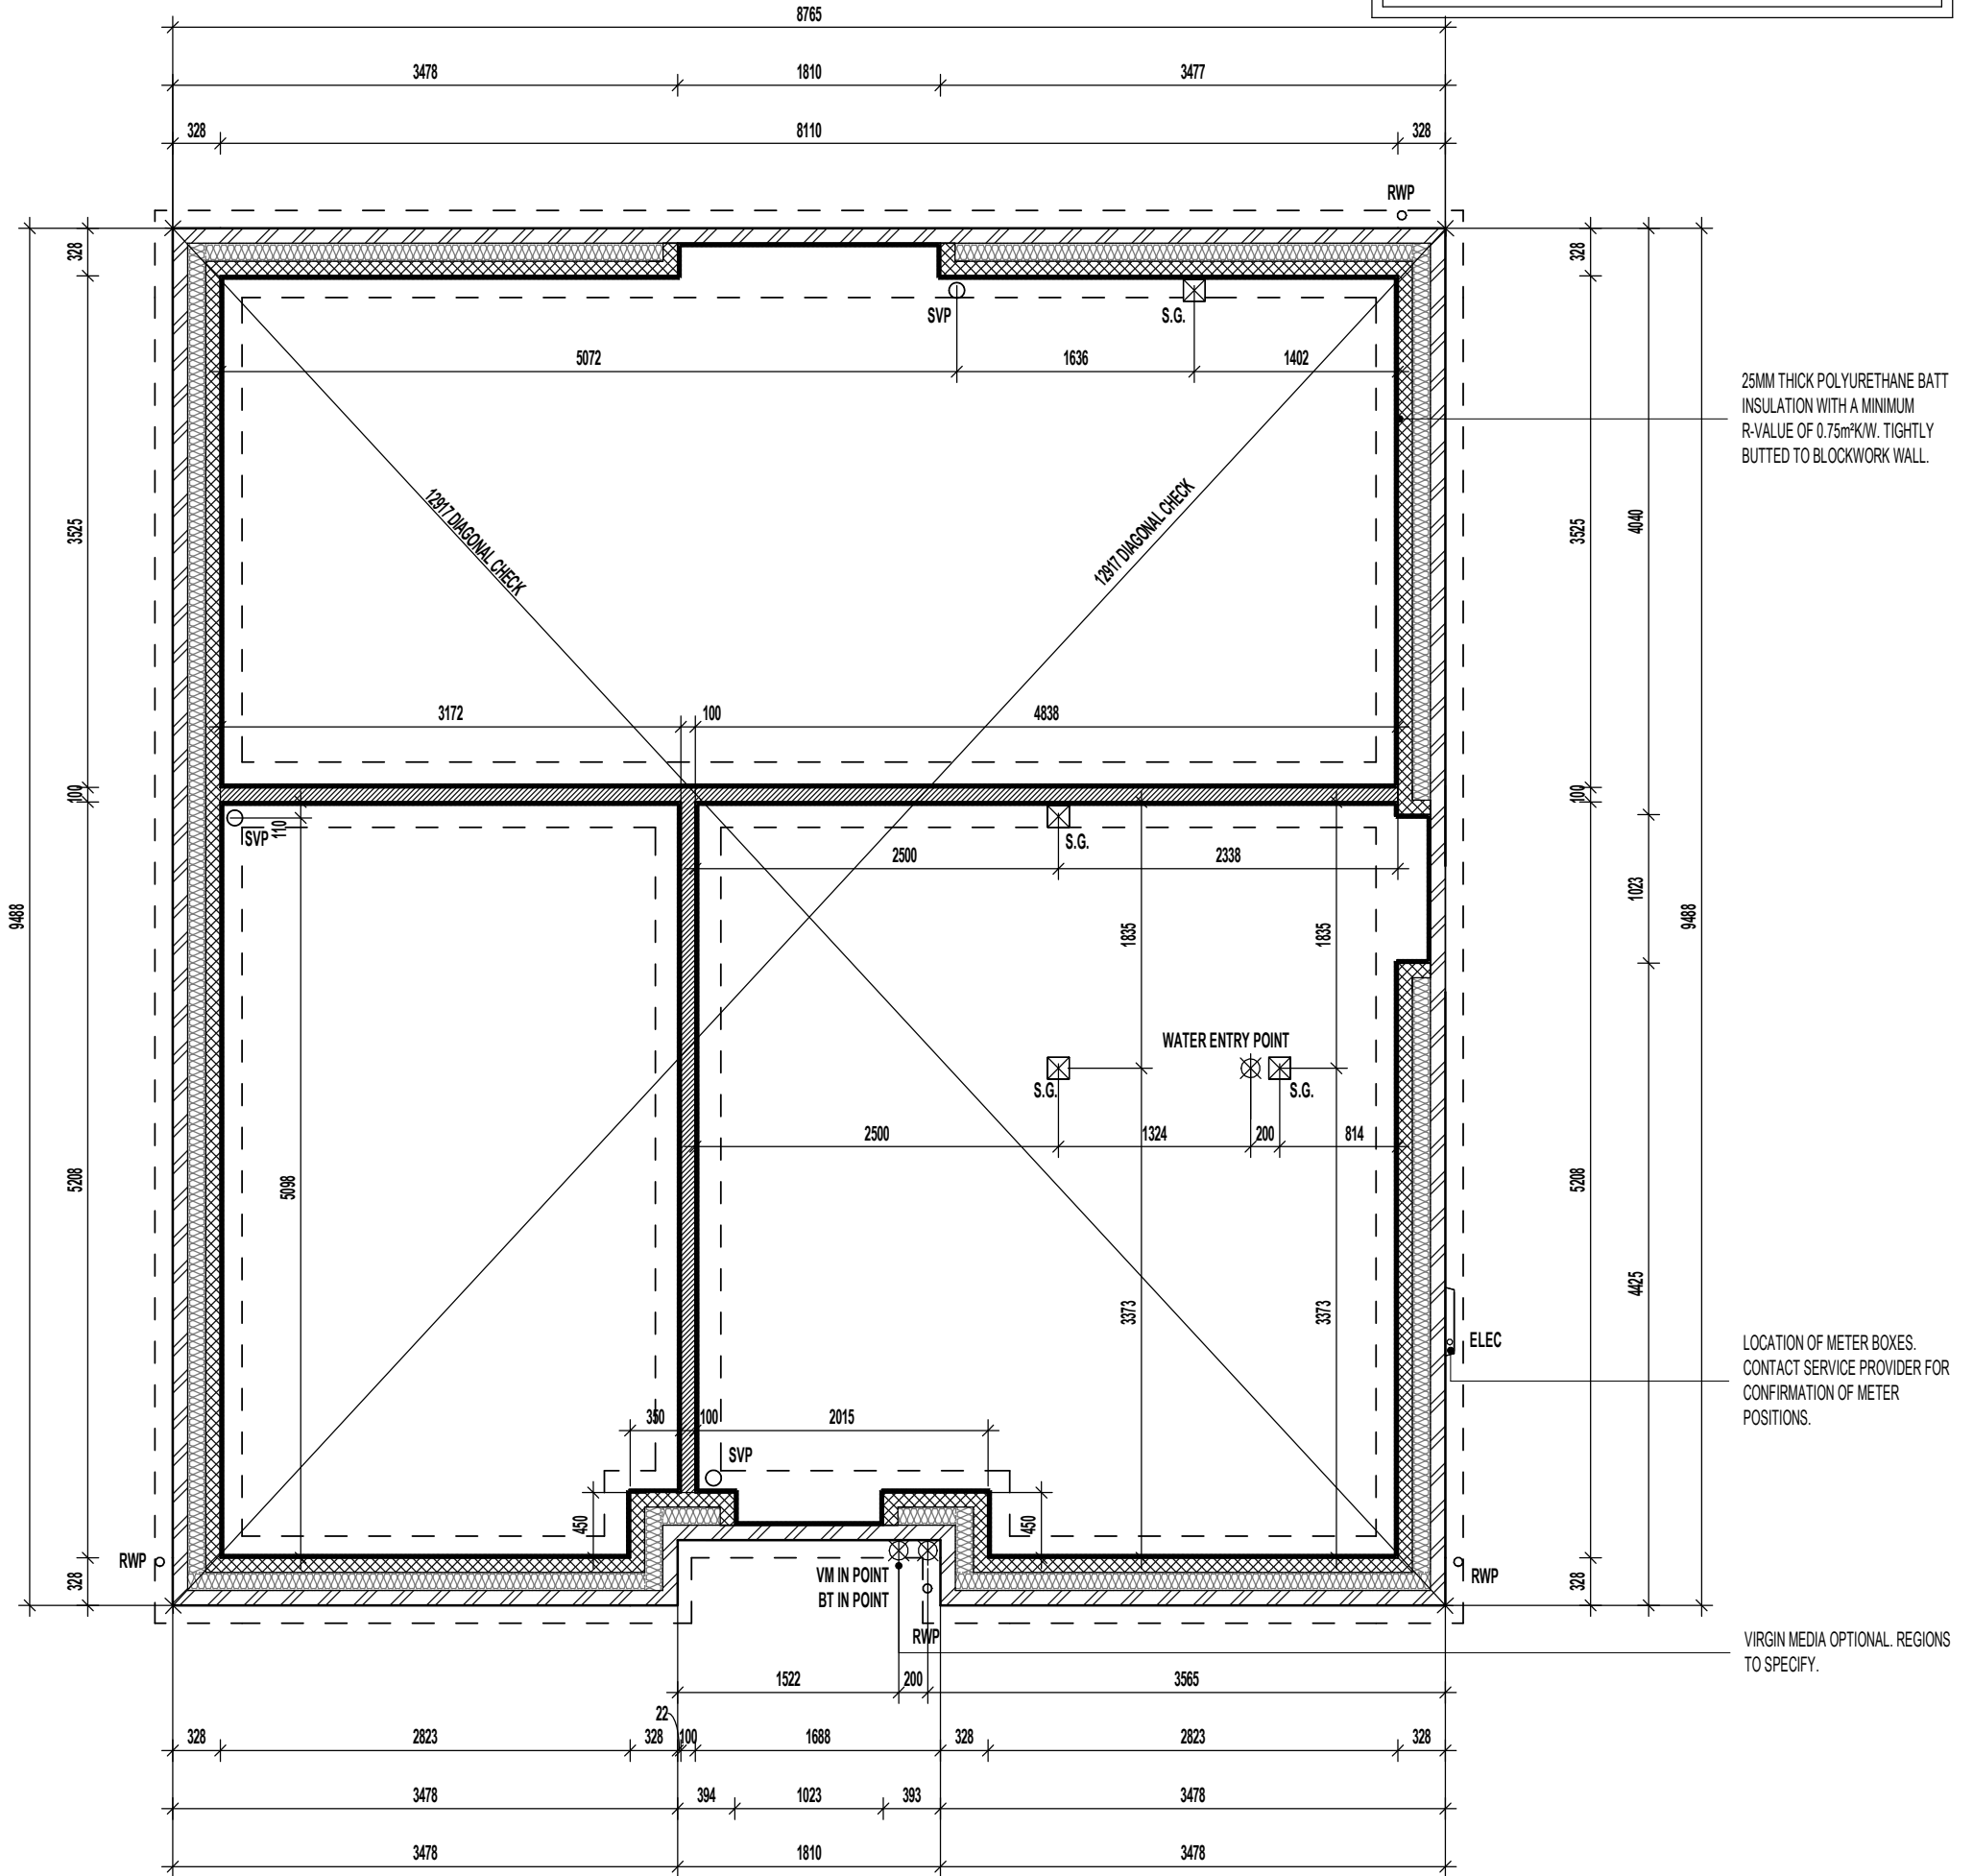 8765
3478 1810 3477
328 8110 328
RWP
328 328
SVP S.G.
5072 1636 1402
25MM THICK POLYURETHANE BATT
INSULATION WITH A MINIMUM
R-VALUE OF 0.75m²K/W. TIGHTLY
BUTTED TO BLOCKWORK WALL.
12917 DIAGONAL CHECK 12917 DIAGONAL CHECK
3525 3525 4040
3172 100 4838
100 100
110
SVP S.G.
2500 2338
9488 1023 9488
1835 1835
WATER ENTRY POINT
S.G. S.G.
2500 1324 200 814
5208 5098 5208
4425
3373 3373
ELEC
LOCATION OF METER BOXES.
CONTACT SERVICE PROVIDER FOR
CONFIRMATION OF METER
POSITIONS.
350 100 2015
SVP
450 450
RWP RWP
328 328
VM IN POINT
BT IN POINT
RWP
VIRGIN MEDIA OPTIONAL. REGIONS
TO SPECIFY.
1522 200 3565
22
328 2823 328 100 1688 328 2823 328
3478 394 1023 393 3478
3478 1810 3478